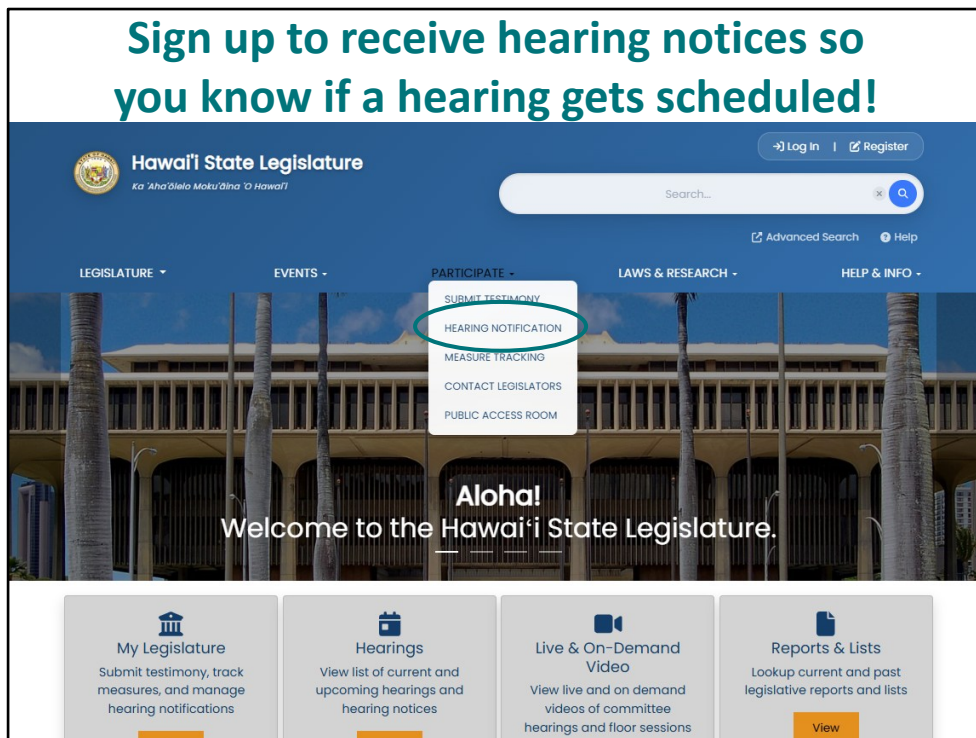 Sign up to receive hearing notices so
you know if a hearing gets scheduled!
Hawai'i State Legislature
Ka 'Aha'ōlelo Moku'āina 'O Hawai'i
Log In | Register
Search...
Advanced Search Help
LEGISLATURE EVENTS PARTICIPATE LAWS & RESEARCH HELP & INFO
SUBMIT TESTIMONY
HEARING NOTIFICATION
MEASURE TRACKING
CONTACT LEGISLATORS
PUBLIC ACCESS ROOM
Aloha!
Welcome to the Hawaiʻi State Legislature.
My Legislature
Submit testimony, track
measures, and manage
hearing notifications
Hearings
View list of current and
upcoming hearings and
hearing notices
Live & On-Demand
Video
View live and on demand
videos of committee
hearings and floor sessions
Reports & Lists
Lookup current and past
legislative reports and lists
View